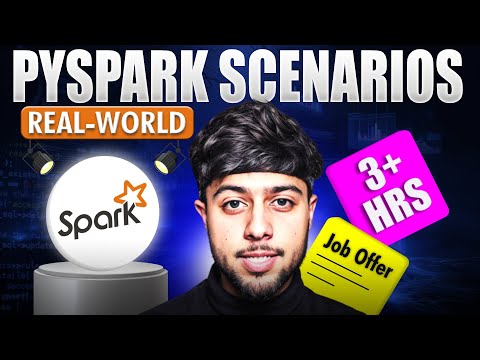 PYSPARK SCENARIOS
REAL-WORLD
Spark
3+
HRS
Job Offer